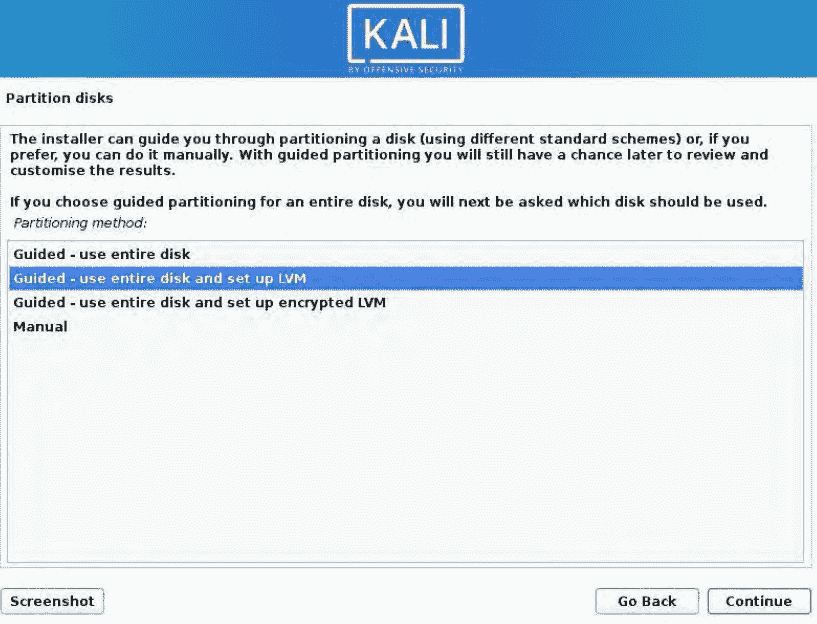 KALI
BY OFFENSIVE SECURITY
Partition disks
The installer can guide you through partitioning a disk (using different standard schemes) or, if you
prefer, you can do it manually. With guided partitioning you will still have a chance later to review and
customise the results.
If you choose guided partitioning for an entire disk, you will next be asked which disk should be used.
Partitioning method:
Guided - use entire disk
Guided - use entire disk and set up LVM
Guided - use entire disk and set up encrypted LVM
Manual
Screenshot
Go Back
Continue